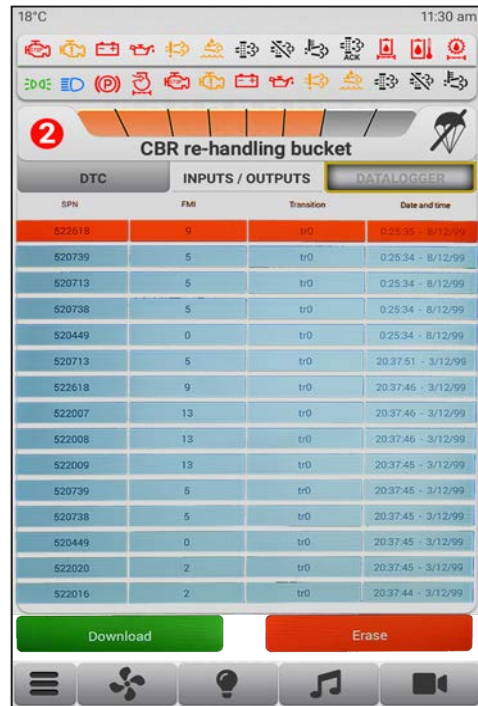 18°C 11:30 am
STOP
ACK
(P) STOP
2
CBR re-handling bucket
DTC INPUTS / OUTPUTS DATALOGGER
SPN FMI Transition Date and time
522618 9 tr0 0:25:35 - 8/12/99
520739 5 tr0 0:25:34 - 8/12/99
520713 5 tr0 0:25:34 - 8/12/99
520738 5 tr0 0:25:34 - 8/12/99
520449 0 tr0 0:25:34 - 8/12/99
520713 5 tr0 20:37:51 - 3/12/99
522618 9 tr0 20:37:46 - 3/12/99
522007 13 tr0 20:37:46 - 3/12/99
522008 13 tr0 20:37:46 - 3/12/99
522009 13 tr0 20:37:45 - 3/12/99
520739 5 tr0 20:37:45 - 3/12/99
520738 5 tr0 20:37:45 - 3/12/99
520449 0 tr0 20:37:45 - 3/12/99
522020 2 tr0 20:37:45 - 3/12/99
522016 2 tr0 20:37:44 - 3/12/99
Download Erase